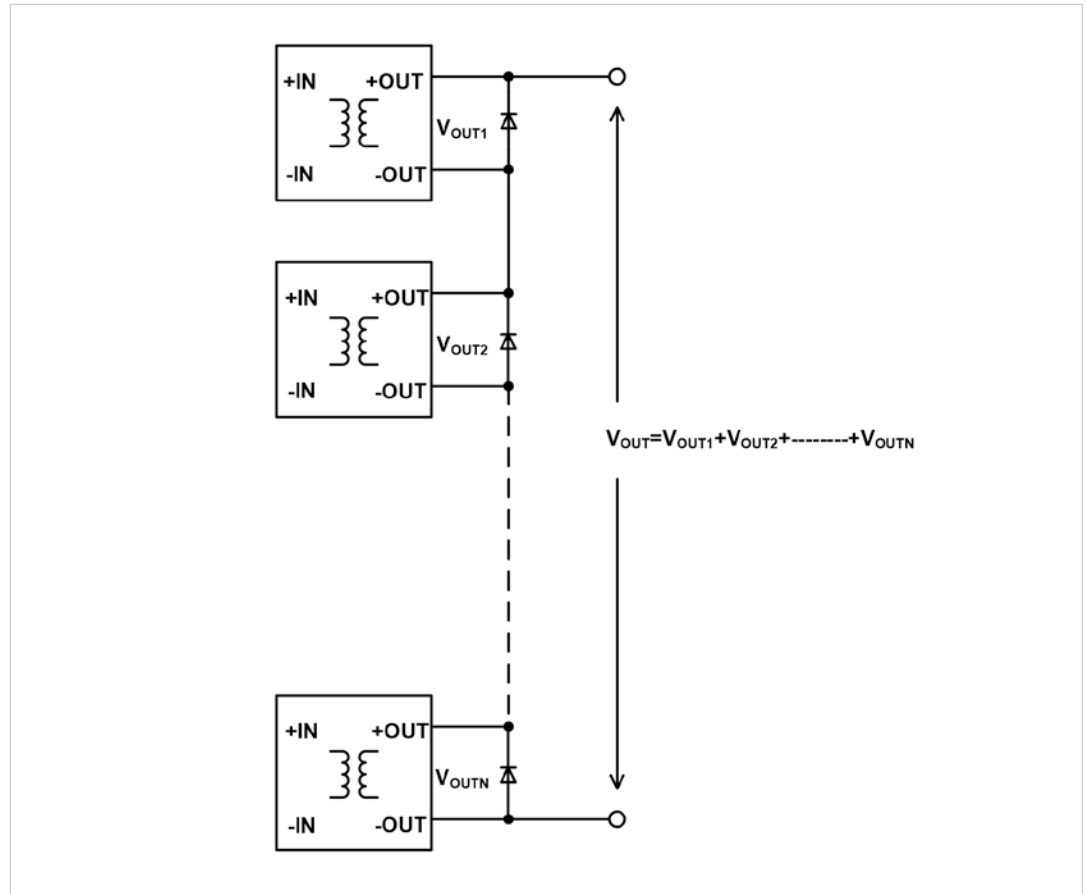 +IN +OUT
VOUT1
-IN -OUT
+IN +OUT
VOUT2
-IN -OUT
VOUT=VOUT1+VOUT2+--------+VOUTN
+IN +OUT
VOUTN
-IN -OUT